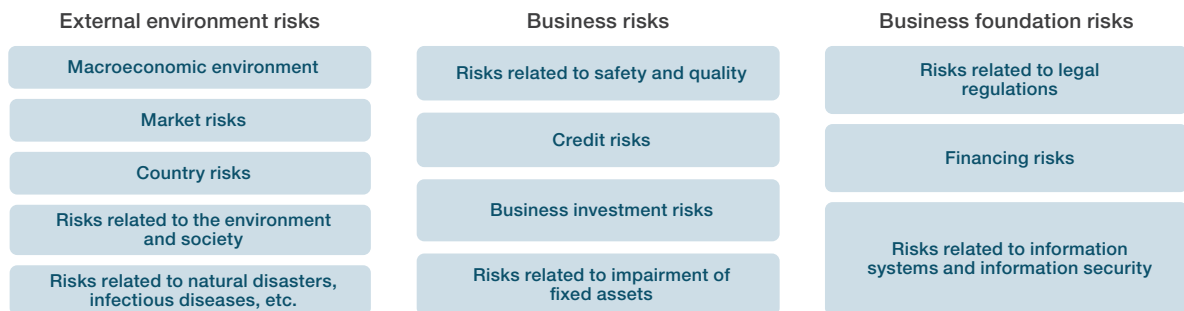 External environment risks
Macroeconomic environment
Market risks
Country risks
Risks related to the environment
and society
Risks related to natural disasters,
infectious diseases, etc.
Business risks
Risks related to safety and quality
Credit risks
Business investment risks
Risks related to impairment of
fixed assets
Business foundation risks
Risks related to legal
regulations
Financing risks
Risks related to information
systems and information security